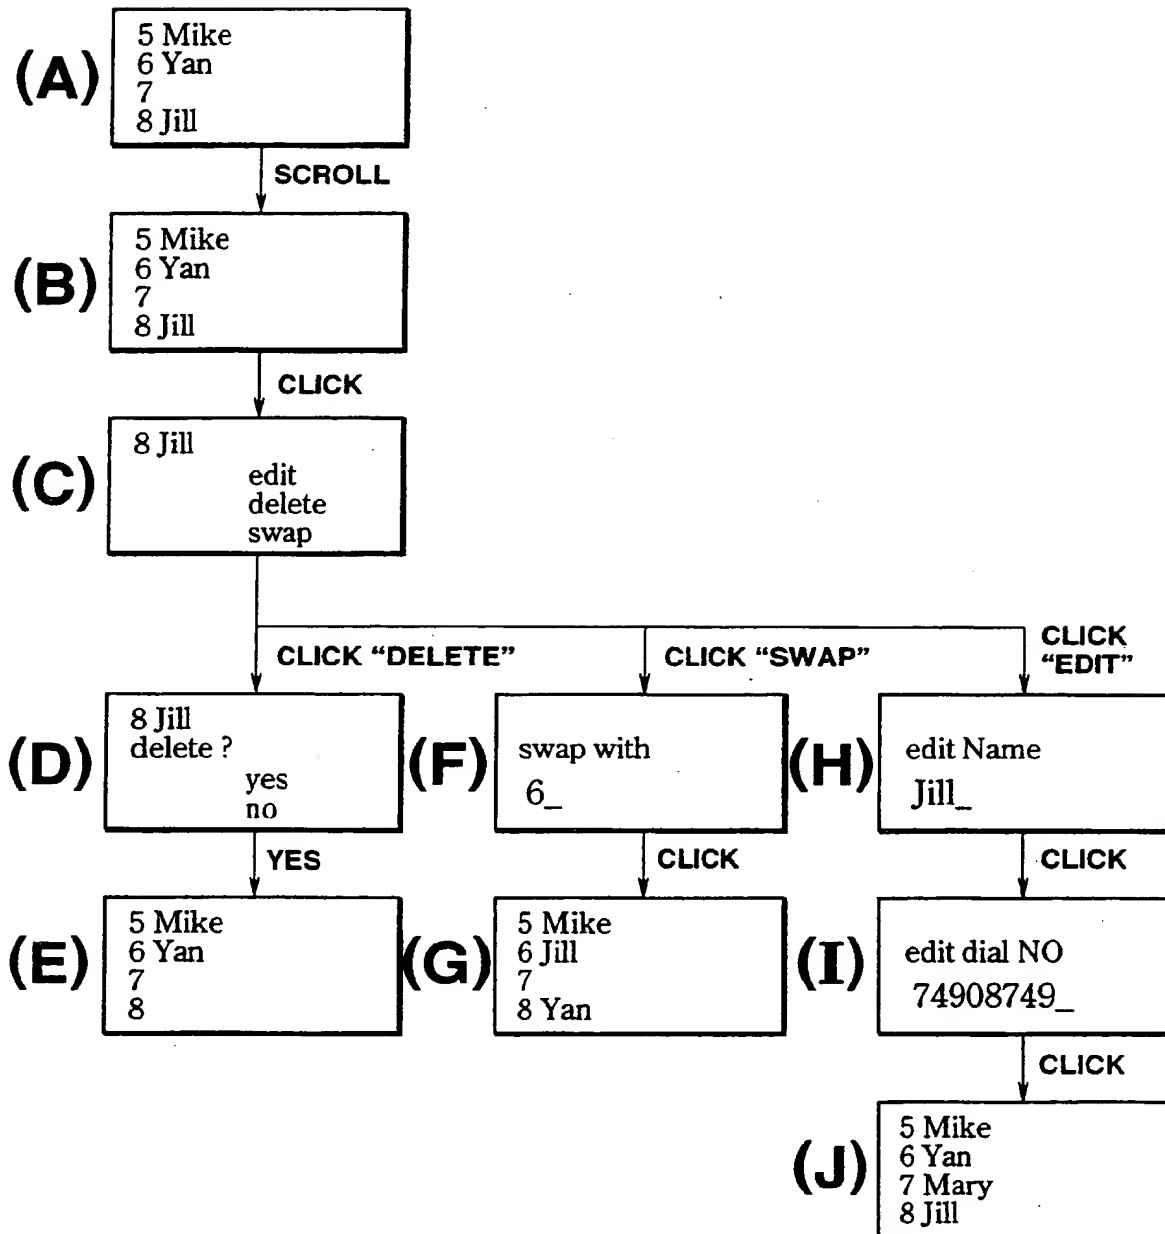 (A)
5 Mike
6 Yan
7
8 Jill
SCROLL
(B)
5 Mike
6 Yan
7
8 Jill
CLICK
(C)
8 Jill
edit
delete
swap
CLICK “DELETE”
CLICK “SWAP”
CLICK
“EDIT”
(D)
8 Jill
delete ?
yes
no
(F)
swap with
6_
(H)
edit Name
Jill_
YES
CLICK
CLICK
(E)
5 Mike
6 Yan
7
8
(G)
5 Mike
6 Jill
7
8 Yan
(I)
edit dial NO
74908749_
CLICK
(J)
5 Mike
6 Yan
7 Mary
8 Jill